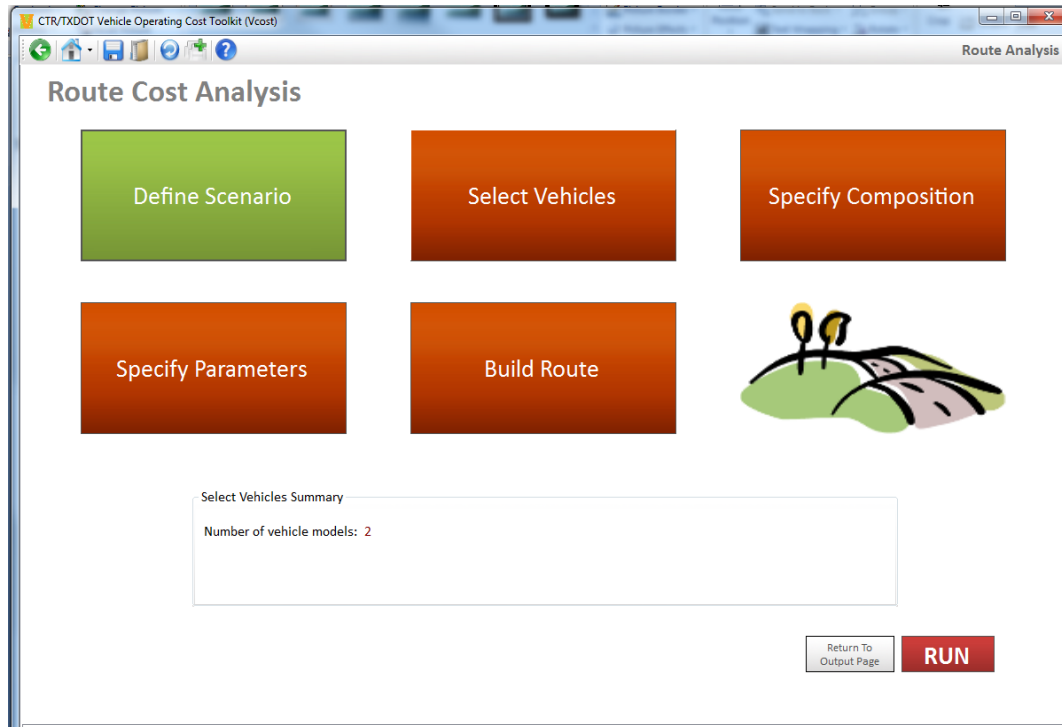 CTR/TXDOT Vehicle Operating Cost Toolkit (Vcost)
Route Analysis
Route Cost Analysis
Define Scenario
Select Vehicles
Specify Composition
Specify Parameters
Build Route
Select Vehicles Summary
Number of vehicle models: 2
Return To
Output Page
RUN